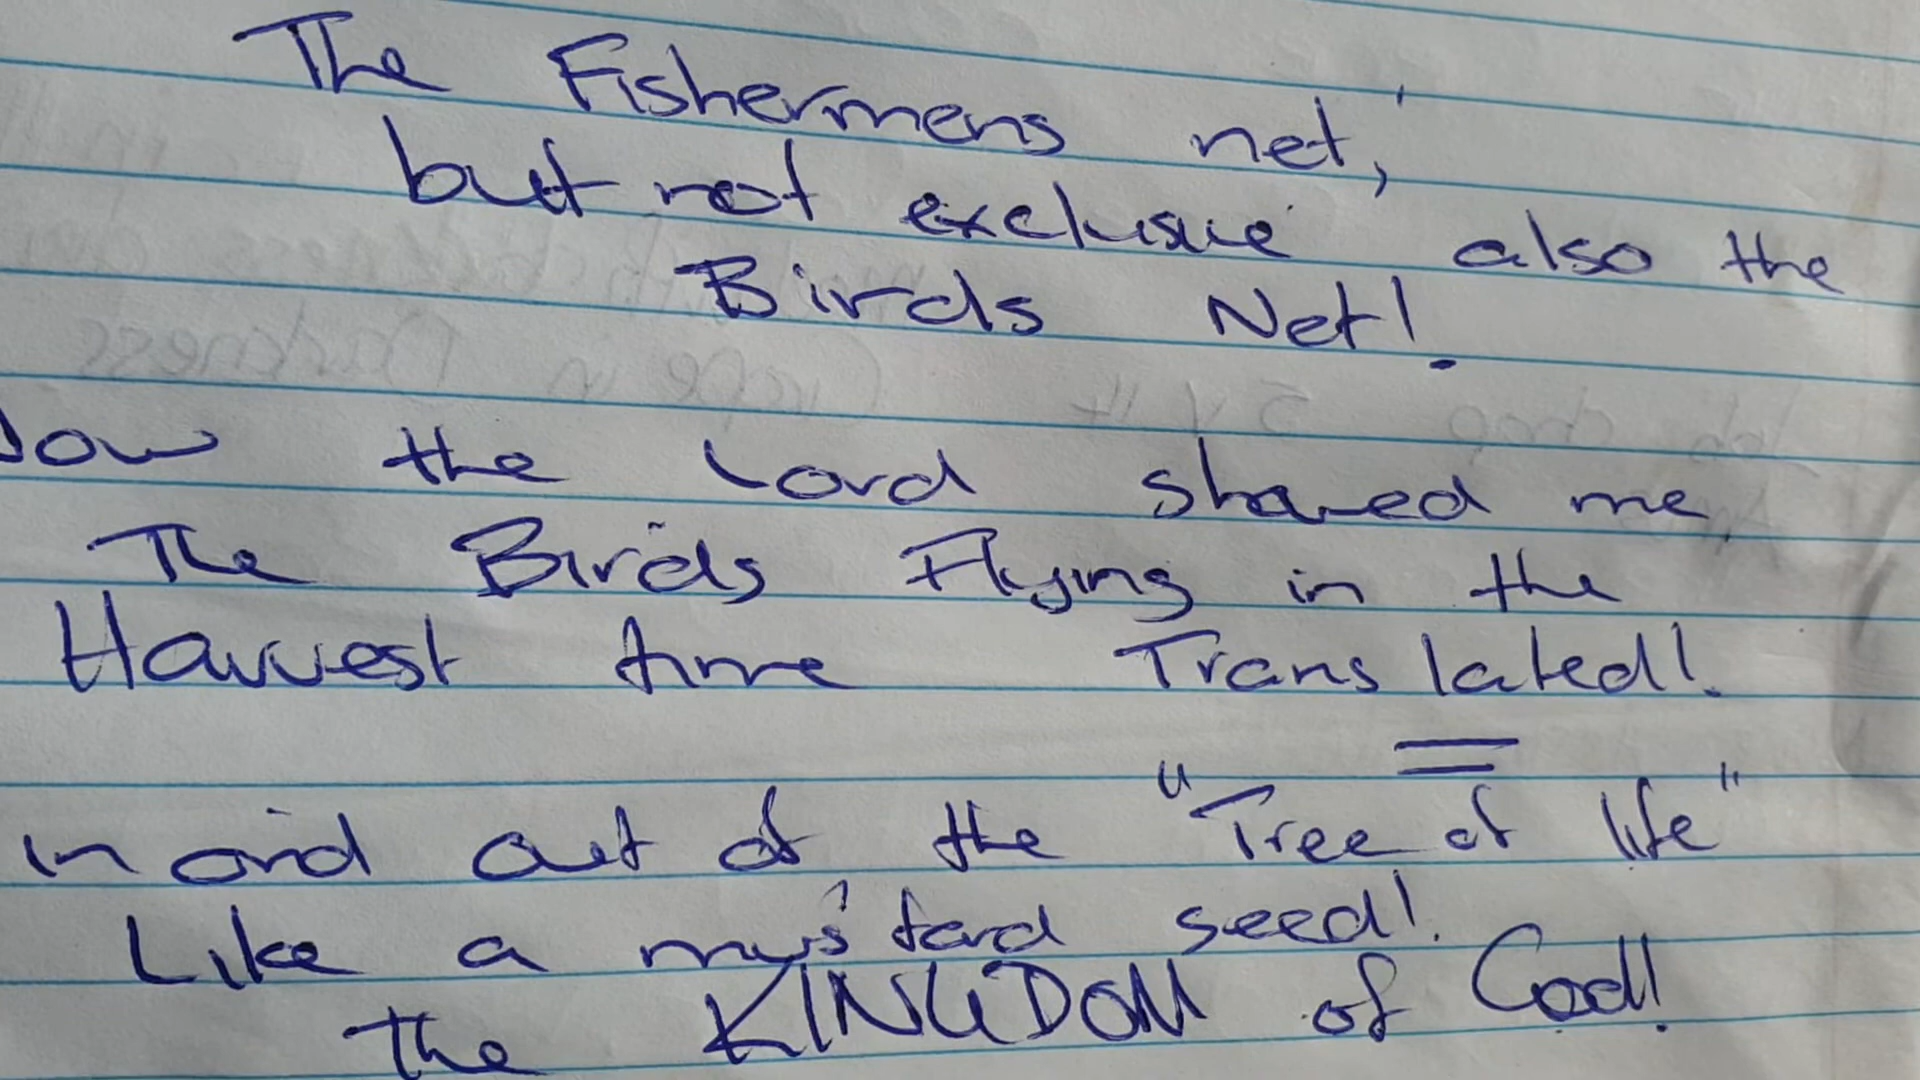 The Fishermens net,
but not exclusive also the
Birds Net!
the Lord shared me
The Birds Flying in the
Harvest time Translated!
in and out of the "Tree of life"
Like a mustard seed!
the KINGDOM of God!